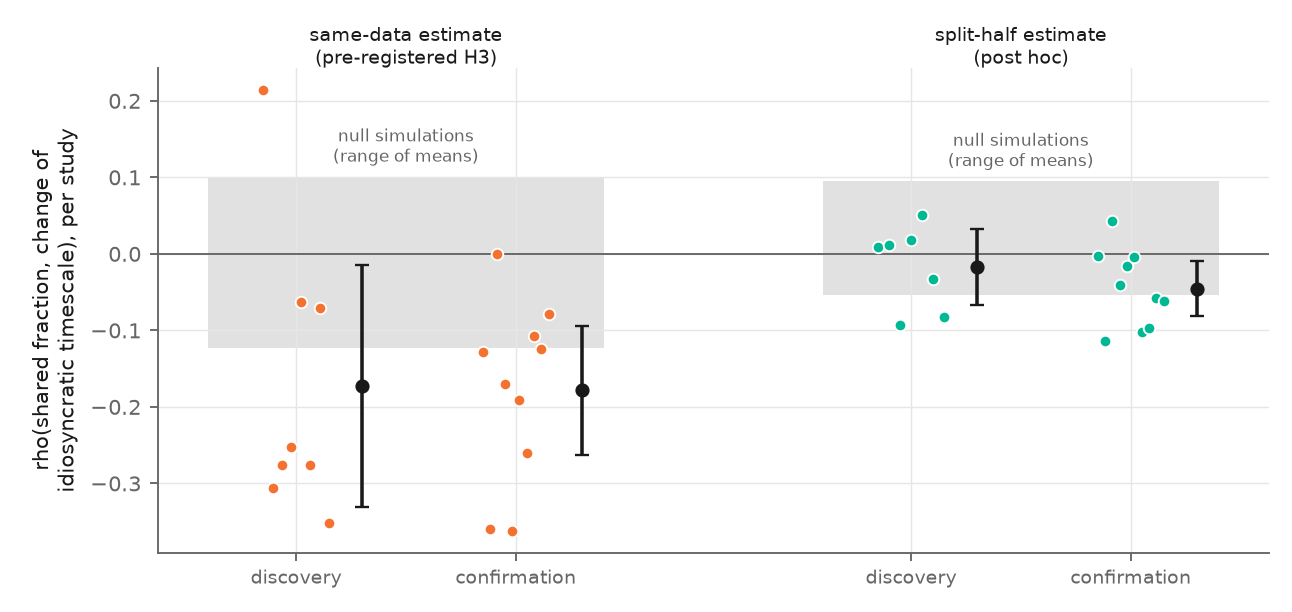 same-data estimate
(pre-registered H3)
split-half estimate
(post hoc)
rho(shared fraction, change of
idiosyncratic timescale), per study
0.2
0.1
0.0
−0.1
−0.2
−0.3
null simulations
(range of means)
null simulations
(range of means)
discovery
confirmation
discovery
confirmation